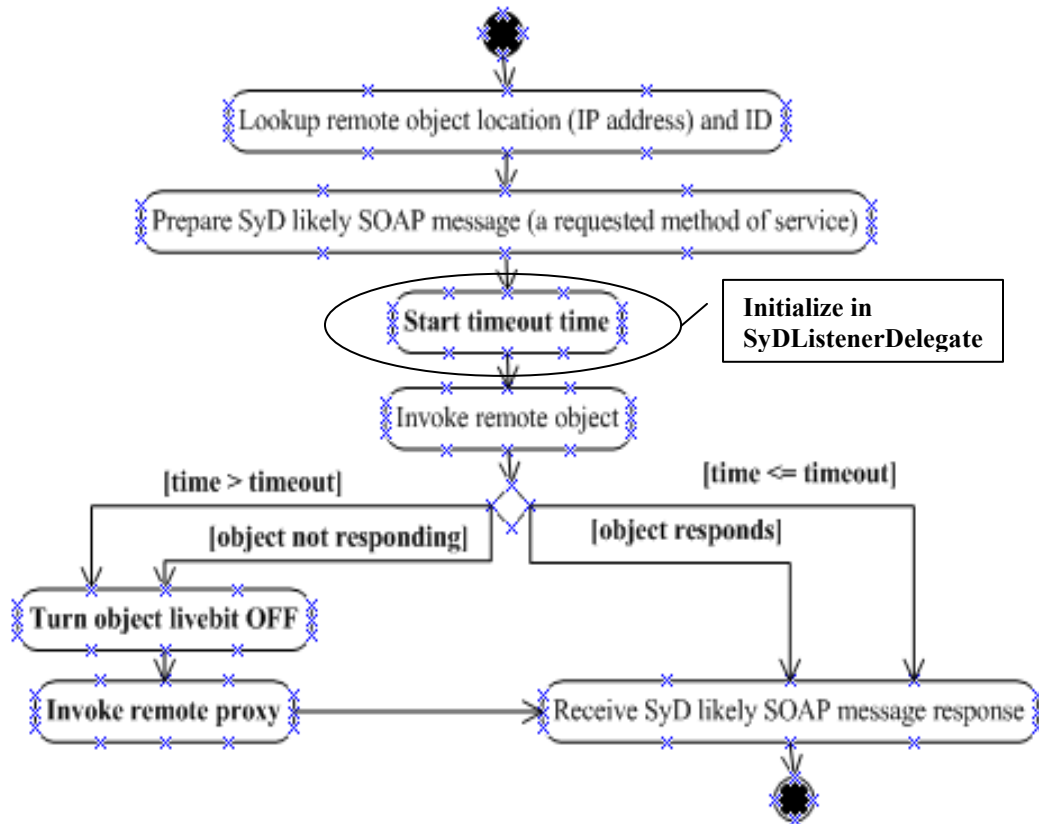 Lookup remote object location (IP address) and ID
Prepare SyD likely SOAP message (a requested method of service)
Start timeout time
Initialize in
SyDListenerDelegate
Invoke remote object
[time > timeout]
[time <= timeout]
[object not responding]
[object responds]
Turn object livebit OFF
Invoke remote proxy
Receive SyD likely SOAP message response